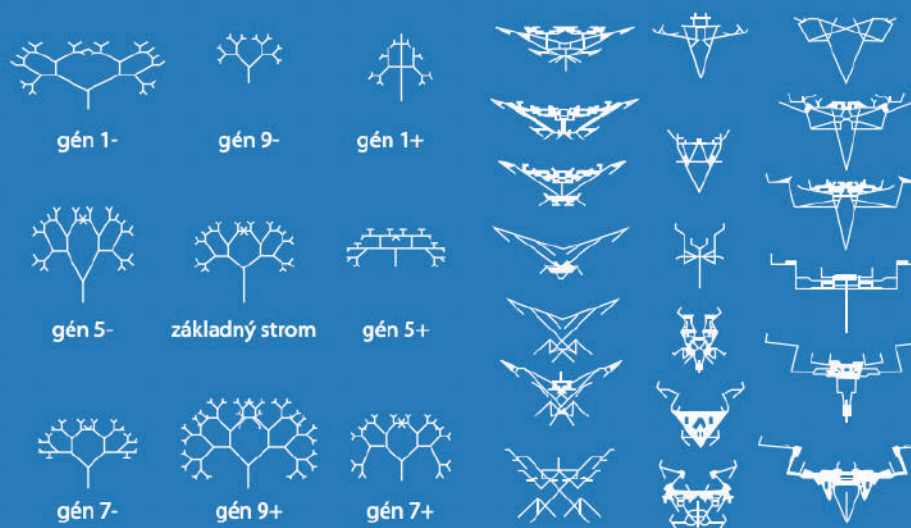 gén 1-
gén 9-
gén 1+
gén 5-
základný strom
gén 5+
gén 7-
gén 9+
gén 7+